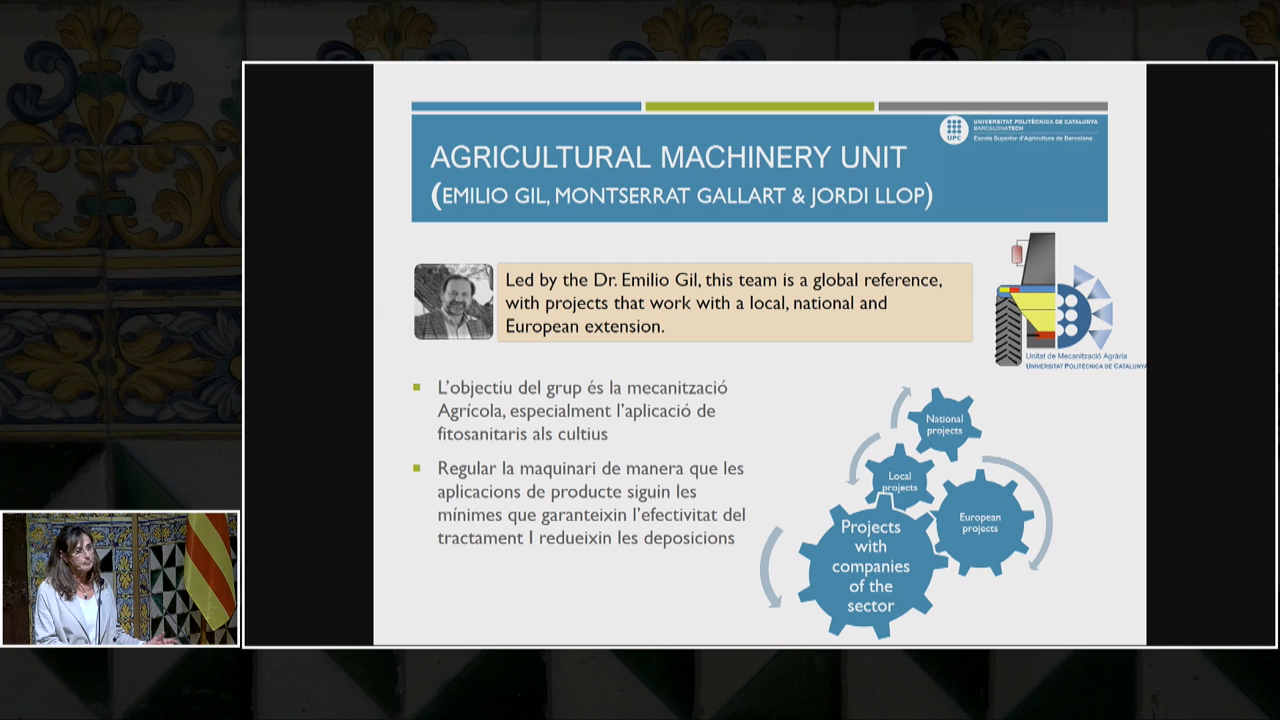 UNIVERSITAT POLITÈCNICA DE CATALUNYA
BARCELONATECH
Escola Superior d'Agricultura de Barcelona
UPC
AGRICULTURAL MACHINERY UNIT
(EMILIO GIL, MONTSERRAT GALLART & JORDI LLOP)
Led by the Dr. Emilio Gil, this team is a global reference,
with projects that work with a local, national and
European extension.
Unitat de Mecanització Agrària
UNIVERSITAT POLITÈCNICA DE CATALUNYA
L'objectiu del grup és la mecanització
Agrícola, especialment l'aplicació de
fitosanitaris als cultius
Regular la maquinari de manera que les
aplicacions de producte siguin les
mínimes que garanteixin l'efectivitat del
tractament I redueixin les deposicions
National
projects
Local
projects
European
projects
Projects
with
companies
of the
sector